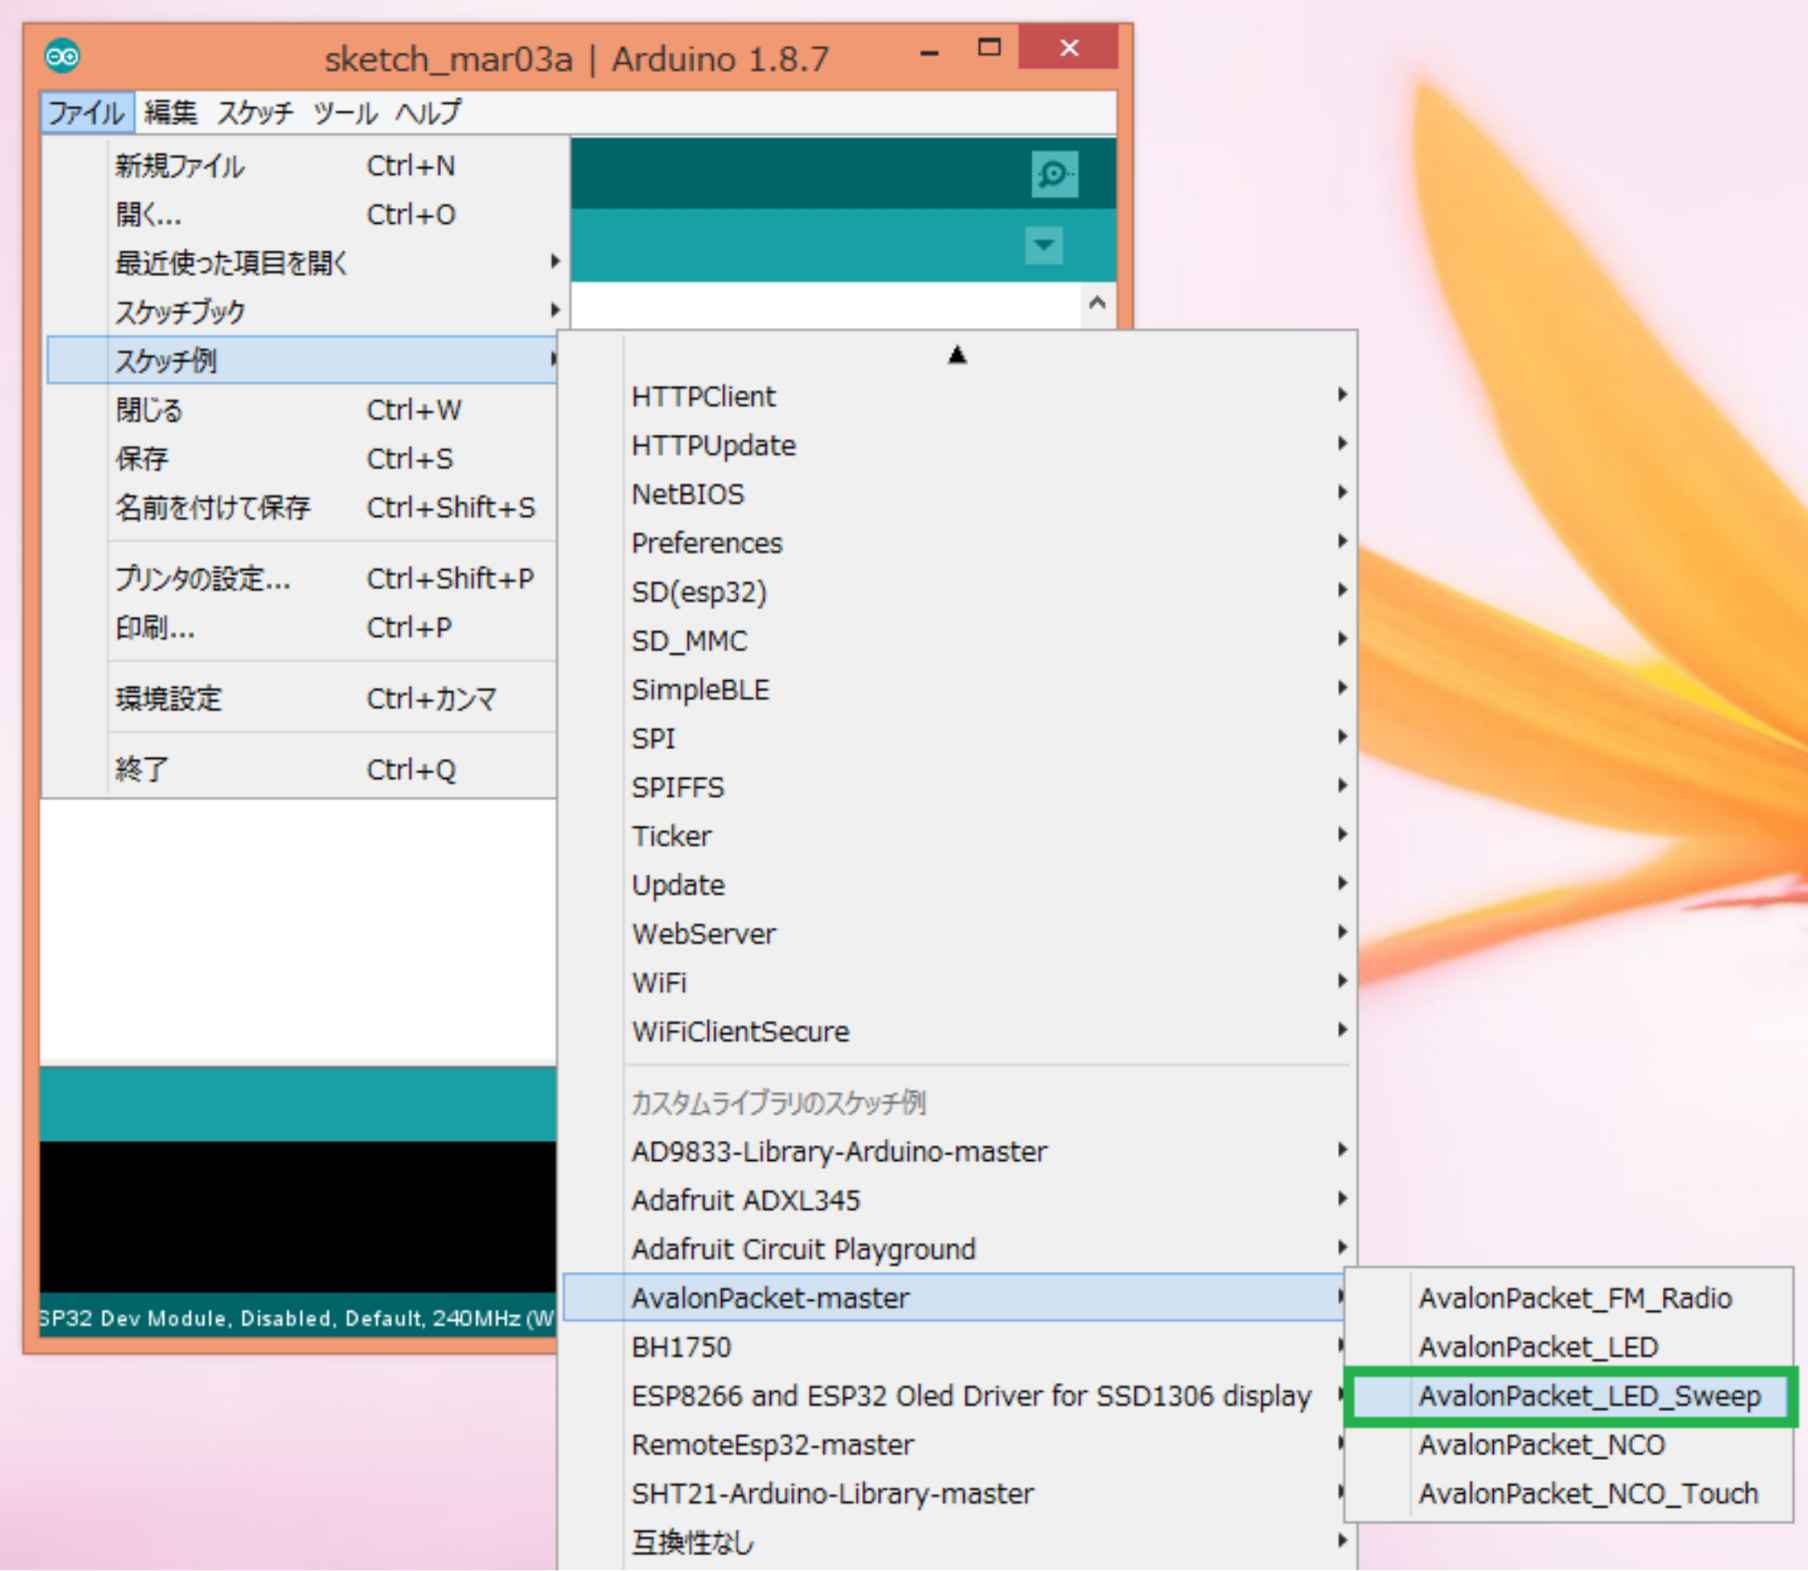 sketch_mar03a | Arduino 1.8.7
ファイル 編集 スケッチ ツール ヘルプ
新規ファイル Ctrl+N
開く... Ctrl+O
最近使った項目を開く
スケッチブック
スケッチ例
閉じる Ctrl+W
保存 Ctrl+S
名前を付けて保存 Ctrl+Shift+S
プリンタの設定... Ctrl+Shift+P
印刷... Ctrl+P
環境設定 Ctrl+カンマ
終了 Ctrl+Q
HTTPClient
HTTPUpdate
NetBIOS
Preferences
SD(esp32)
SD_MMC
SimpleBLE
SPI
SPIFFS
Ticker
Update
WebServer
WiFi
WiFiClientSecure
カスタムライブラリのスケッチ例
AD9833-Library-Arduino-master
Adafruit ADXL345
Adafruit Circuit Playground
AvalonPacket-master
BH1750
ESP8266 and ESP32 Oled Driver for SSD1306 display
RemoteEsp32-master
SHT21-Arduino-Library-master
互換性なし
AvalonPacket_FM_Radio
AvalonPacket_LED
AvalonPacket_LED_Sweep
AvalonPacket_NCO
AvalonPacket_NCO_Touch
SP32 Dev Module, Disabled, Default, 240MHz (W